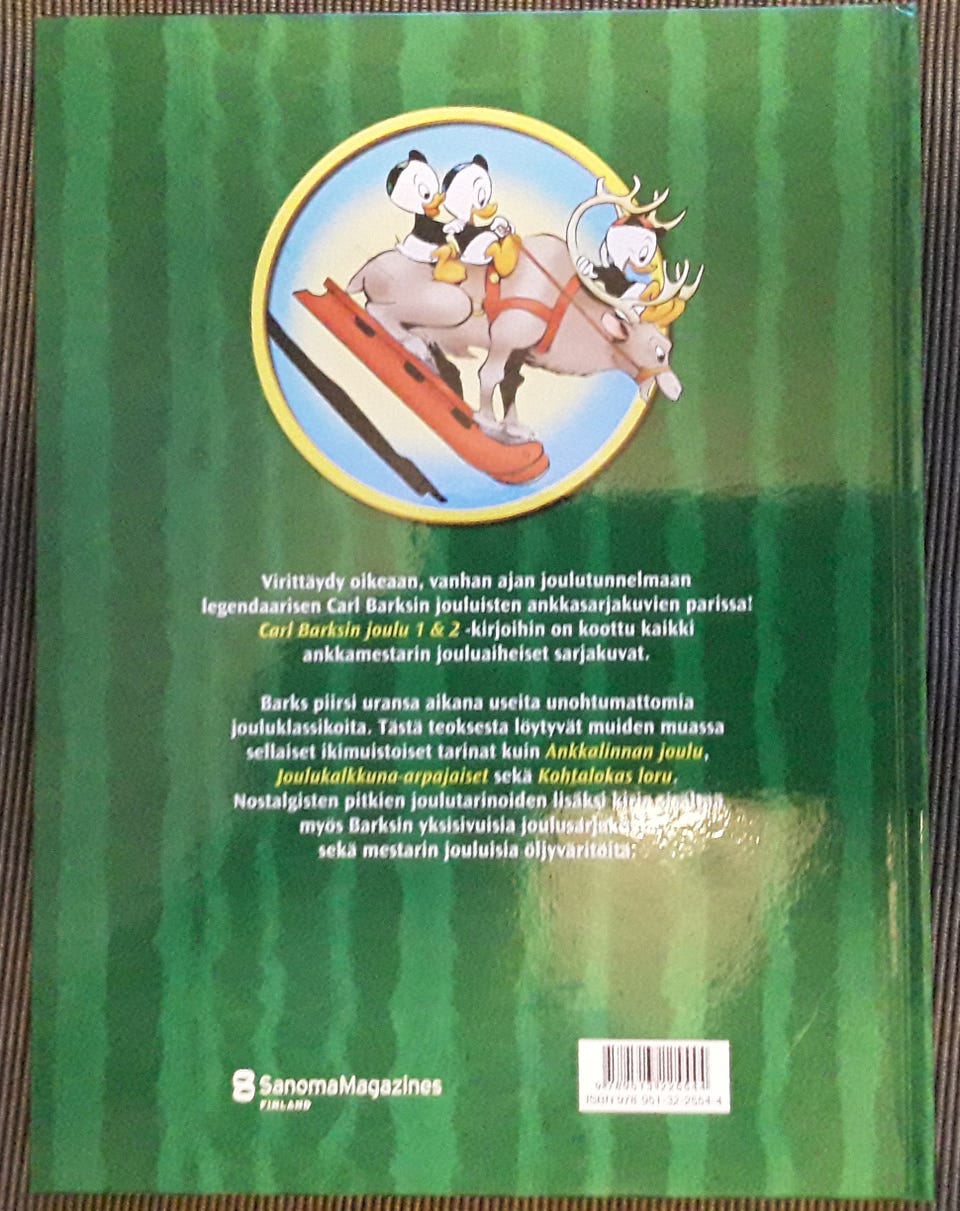 Virittäydy oikeaan, vanhan ajan joulutunnelmaan
legendaarisen Carl Barksin jouluisten ankkasarjakuvien parissa!
Carl Barksin joulu 1 & 2 -kirjoihin on koottu kaikki
ankkamestarin jouluaiheiset sarjakuvat.
Barks piirsi uransa aikana useita unohtumattomia
jouluklassikoita. Tästä teoksesta löytyvät muiden muassa
sellaiset ikimuistoiset tarinat kuin Ankkalinnan joulu,
Joulukalkkuna-arpajaiset sekä Kohtalokas loru.
Nostalgisten pitkien joulutarinoiden lisäksi kirja sisältää
myös Barksin yksisivuisia
sekä mestarin jouluisia öljyväritöitä.
SanomaMagazines
FINLAND